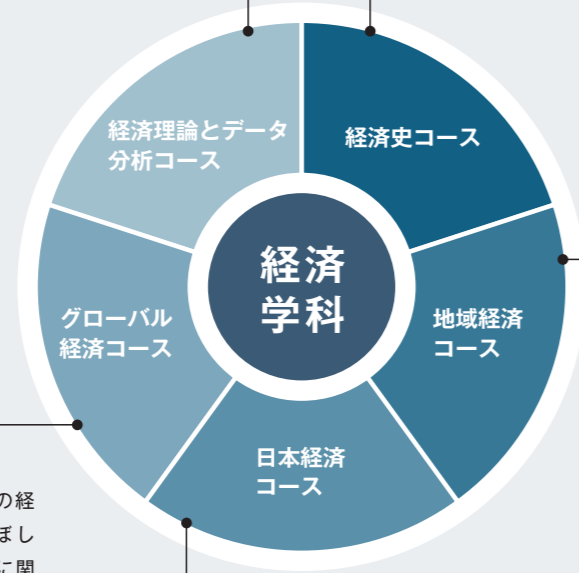 経済理論とデータ
分析コース
経済史コース
経済
学科
グローバル
経済コース
地域経済
コース
日本経済
コース
の経
ぼし
に関